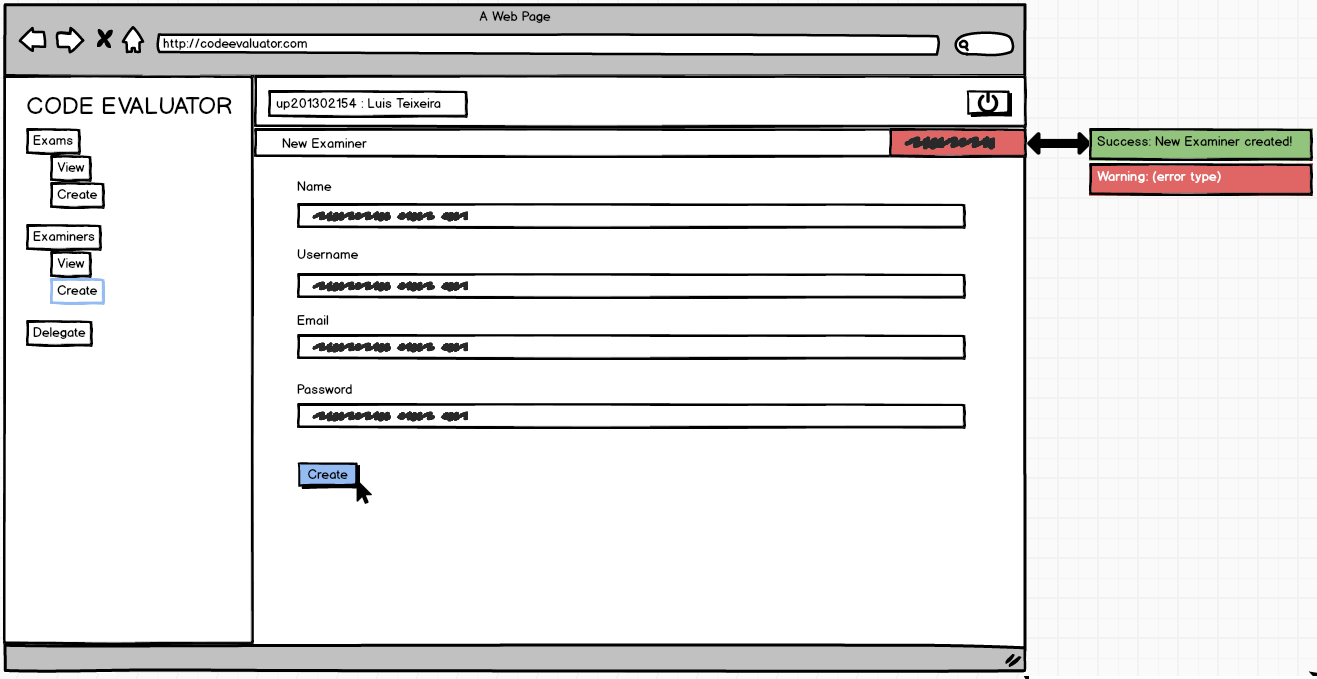 A Web Page
http://codeevaluator.com
CODE EVALUATOR
Exams
View
Create
Examiners
View
Create
Delegate
up201302154 : Luis Teixeira
New Examiner
Name
Username
Email
Password
Create
Success: New Examiner created!
Warning: (error type)